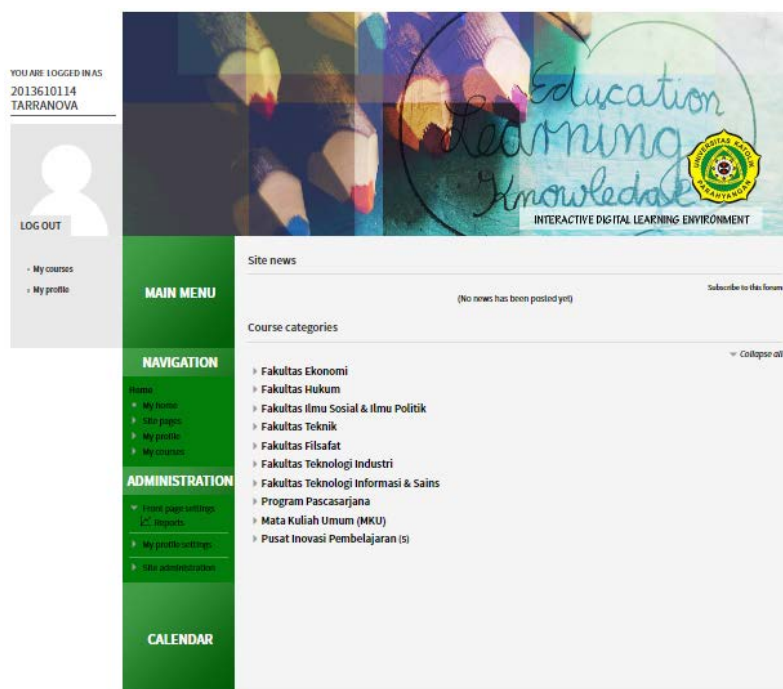 YOU ARE LOGGED IN AS
2013610114
TARRANOVA
LOG OUT
My courses
My profile
Education
Learning
Knowledge
UNIVERSITAS KATOLIK
PARAHYANGAN
INTERACTIVE DIGITAL LEARNING ENVIRONMENT
MAIN MENU
NAVIGATION
Home
My home
Site pages
My profile
My courses
ADMINISTRATION
Front page settings
Reports
My profile settings
Site administration
CALENDAR
Site news
Subscribe to this forum
(No news has been posted yet)
Course categories
Collapse all
Fakultas Ekonomi
Fakultas Hukum
Fakultas Ilmu Sosial & Ilmu Politik
Fakultas Teknik
Fakultas Filsafat
Fakultas Teknologi Industri
Fakultas Teknologi Informasi & Sains
Program Pascasarjana
Mata Kuliah Umum (MKU)
Pusat Inovasi Pembelajaran (5)